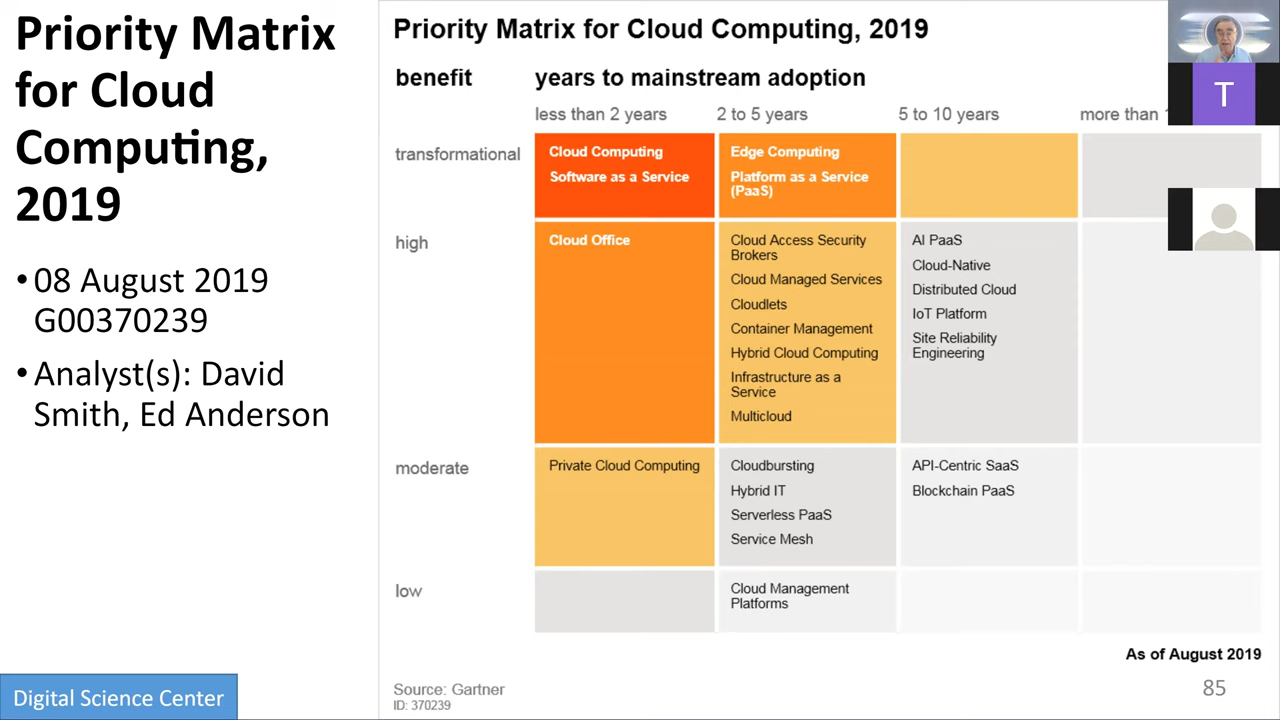 Priority Matrix
for Cloud
Computing,
2019
• 08 August 2019
G00370239
• Analyst(s): David
Smith, Ed Anderson
Digital Science Center
Priority Matrix for Cloud Computing, 2019
benefit years to mainstream adoption
less than 2 years 2 to 5 years 5 to 10 years more than
transformational
Cloud Computing
Software as a Service
Edge Computing
Platform as a Service
(PaaS)
high
Cloud Office
Cloud Access Security
Brokers
Cloud Managed Services
Cloudlets
Container Management
Hybrid Cloud Computing
Infrastructure as a
Service
Multicloud
AI PaaS
Cloud-Native
Distributed Cloud
IoT Platform
Site Reliability
Engineering
moderate
Private Cloud Computing
Cloudbursting
Hybrid IT
Serverless PaaS
Service Mesh
API-Centric SaaS
Blockchain PaaS
low
Cloud Management
Platforms
As of August 2019
Source: Gartner
ID: 370239
85
T